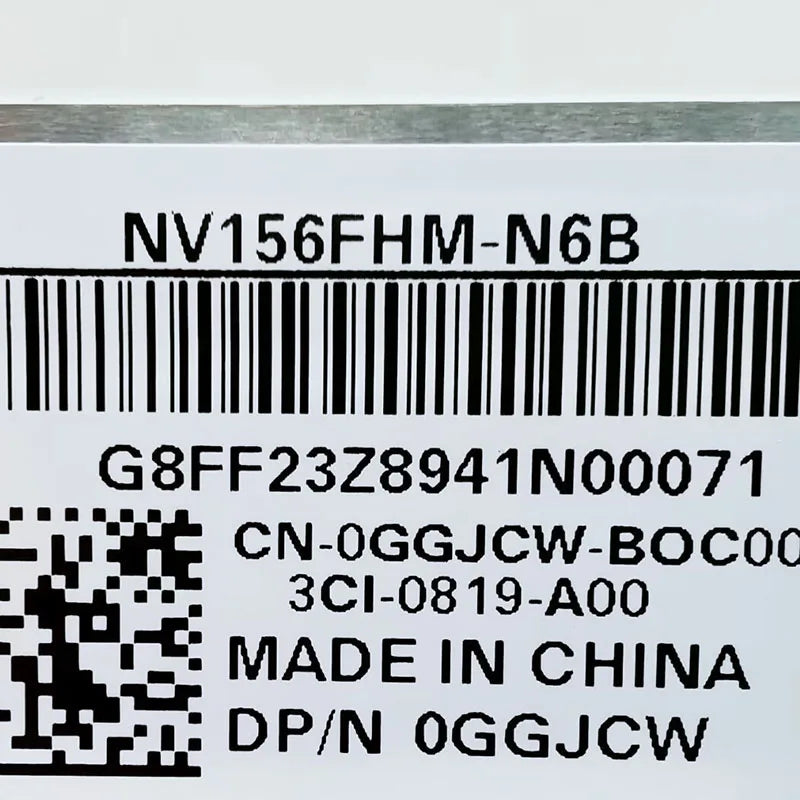 NV156FHM-N6B
G8FF23Z8941N00071
CN-0GGJCW-BOC00
3CI-0819-A00
MADE IN CHINA
DP/N 0GGJCW